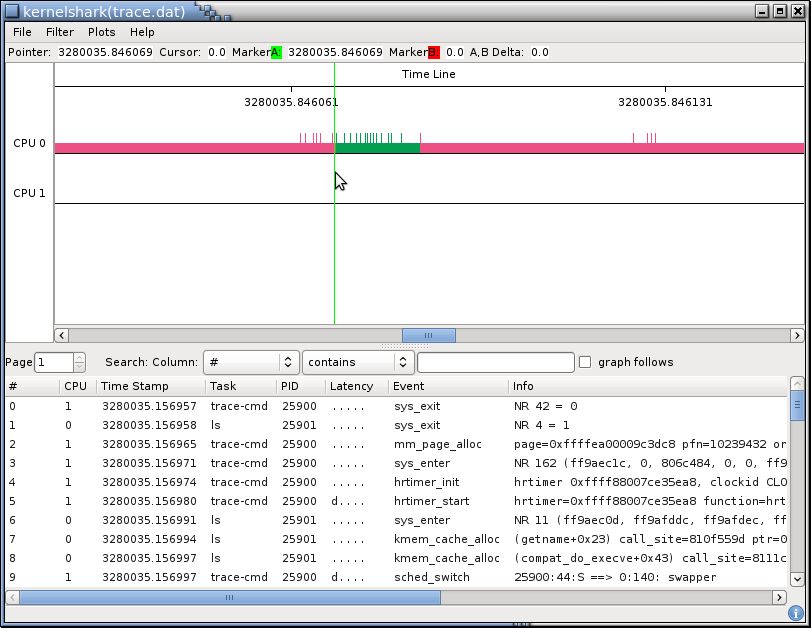 kernelshark(trace.dat)
File Filter Plots Help
Pointer: 3280035.846069 Cursor: 0.0 Marker A: 3280035.846069 Marker B: 0.0 A,B Delta: 0.0
Time Line
3280035.846061 3280035.846131
CPU 0
CPU 1
Page 1 Search: Column: # contains graph follows
# CPU Time Stamp Task PID Latency Event Info
0 1 3280035.156957 trace-cmd 25900 ..... sys_exit NR 42 = 0
1 0 3280035.156958 ls 25901 ..... sys_exit NR 4 = 1
2 1 3280035.156965 trace-cmd 25900 ..... mm_page_alloc page=0xffffea00009c3dc8 pfn=10239432 or
3 1 3280035.156971 trace-cmd 25900 ..... sys_enter NR 162 (ff9aec1c, 0, 806c484, 0, 0, ff9
4 1 3280035.156974 trace-cmd 25900 ..... hrtimer_init hrtimer 0xffff88007ce35ea8, clockid CLO
5 1 3280035.156980 trace-cmd 25900 d.... hrtimer_start hrtimer=0xffff88007ce35ea8 function=hrt
6 0 3280035.156991 ls 25901 ..... sys_enter NR 11 (ff9aec0d, ff9afddc, ff9afdec, ff
7 0 3280035.156994 ls 25901 ..... kmem_cache_alloc (getname+0x23) call_site=810f559d ptr=0
8 0 3280035.156997 ls 25901 ..... kmem_cache_alloc (compat_do_execve+0x43) call_site=8111c
9 1 3280035.156997 trace-cmd 25900 d.... sched_switch 25900:44:S ==> 0:140: swapper